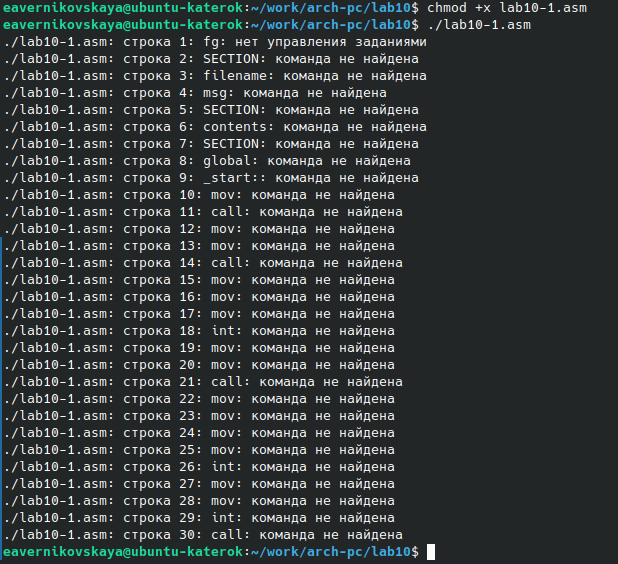 eavernikovskaya@ubuntu-katerok:~/work/arch-pc/lab10$ chmod +x lab10-1.asm
eavernikovskaya@ubuntu-katerok:~/work/arch-pc/lab10$ ./lab10-1.asm
./lab10-1.asm: строка 1: fg: нет управления заданиями
./lab10-1.asm: строка 2: SECTION: команда не найдена
./lab10-1.asm: строка 3: filename: команда не найдена
./lab10-1.asm: строка 4: msg: команда не найдена
./lab10-1.asm: строка 5: SECTION: команда не найдена
./lab10-1.asm: строка 6: contents: команда не найдена
./lab10-1.asm: строка 7: SECTION: команда не найдена
./lab10-1.asm: строка 8: global: команда не найдена
./lab10-1.asm: строка 9: _start:: команда не найдена
./lab10-1.asm: строка 10: mov: команда не найдена
./lab10-1.asm: строка 11: call: команда не найдена
./lab10-1.asm: строка 12: mov: команда не найдена
./lab10-1.asm: строка 13: mov: команда не найдена
./lab10-1.asm: строка 14: call: команда не найдена
./lab10-1.asm: строка 15: mov: команда не найдена
./lab10-1.asm: строка 16: mov: команда не найдена
./lab10-1.asm: строка 17: mov: команда не найдена
./lab10-1.asm: строка 18: int: команда не найдена
./lab10-1.asm: строка 19: mov: команда не найдена
./lab10-1.asm: строка 20: mov: команда не найдена
./lab10-1.asm: строка 21: call: команда не найдена
./lab10-1.asm: строка 22: mov: команда не найдена
./lab10-1.asm: строка 23: mov: команда не найдена
./lab10-1.asm: строка 24: mov: команда не найдена
./lab10-1.asm: строка 25: mov: команда не найдена
./lab10-1.asm: строка 26: int: команда не найдена
./lab10-1.asm: строка 27: mov: команда не найдена
./lab10-1.asm: строка 28: mov: команда не найдена
./lab10-1.asm: строка 29: int: команда не найдена
./lab10-1.asm: строка 30: call: команда не найдена
eavernikovskaya@ubuntu-katerok:~/work/arch-pc/lab10$